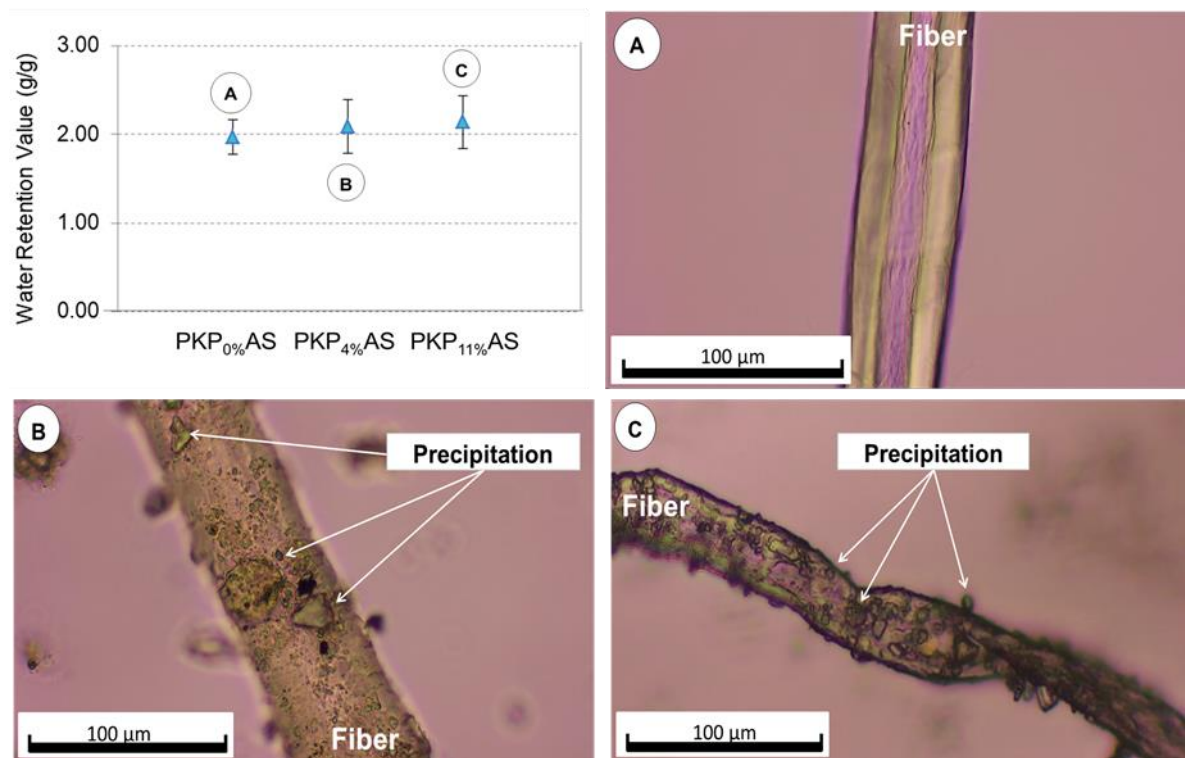 Water Retention Value (g/g)
3.00
2.00
1.00
0.00
A
B
C
PKP0%AS PKP4%AS PKP11%AS
A
Fiber
100 µm
B
Precipitation
Fiber
100 µm
C
Precipitation
Fiber
100 µm